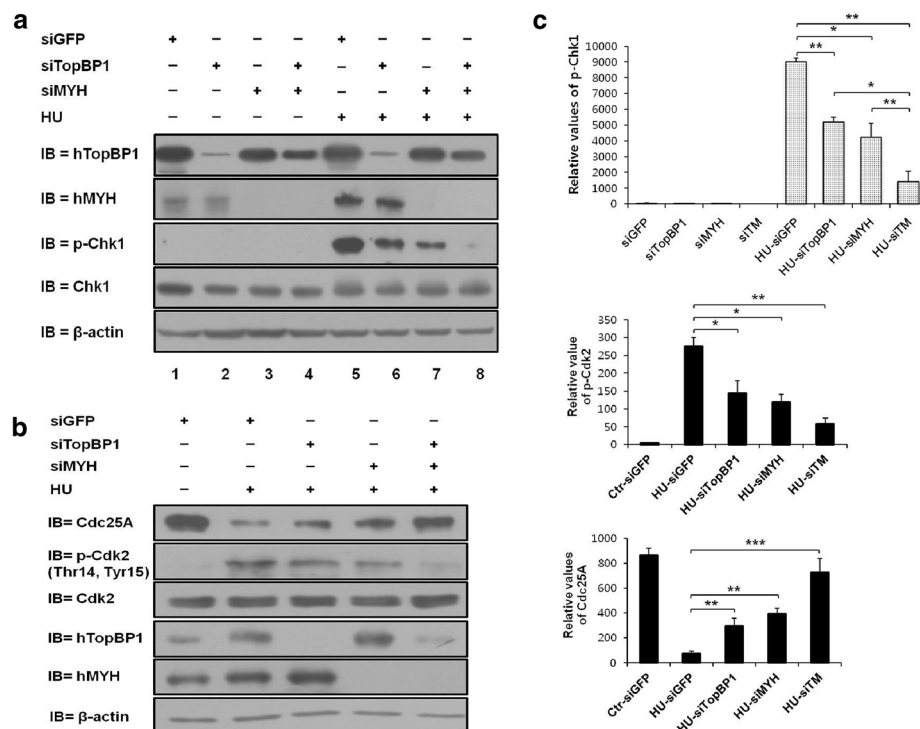 a
siGFP + – – – + – – –
siTopBP1 – + – + – + – +
siMYH – – + + – – + +
HU – – – – + + + +
IB = hTopBP1
IB = hMYH
IB = p-Chk1
IB = Chk1
IB = β-actin
1 2 3 4 5 6 7 8
b
siGFP + + – – –
siTopBP1 – – + – +
siMYH – – – + +
HU – + + + +
IB= Cdc25A
IB= p-Cdk2
(Thr14, Tyr15)
IB= Cdk2
IB= hTopBP1
IB= hMYH
IB= β-actin
c
Relative values of p-Chk1
10000
9000
8000
7000
6000
5000
4000
3000
2000
1000
0
**
*
**
*
**
siGFP
siTopBP1
siMYH
siTM
HU-siGFP
HU-siTopBP1
HU-siMYH
HU-siTM
Relative value
of p-Cdk2
350
300
250
200
150
100
50
0
**
*
*
Ctr-siGFP
HU-siGFP
HU-siTopBP1
HU-siMYH
HU-siTM
Relative values
of Cdc25A
1000
800
600
400
200
0
***
**
**
Ctr-siGFP
HU-siGFP
HU-siTopBP1
HU-siMYH
HU-siTM